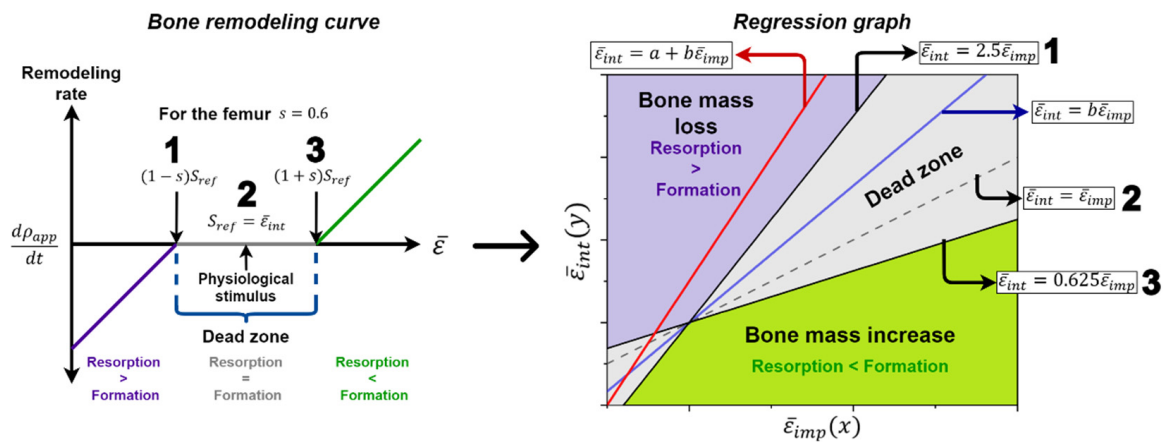 Bone remodeling curve
Remodeling
rate
For the femur s = 0.6
1
3
(1 − s)S_ref
(1 + s)S_ref
2
S_ref = ε̄_int
dρ_app
dt
ε̄
Physiological
stimulus
Dead zone
Resorption
>
Formation
Resorption
=
Formation
Resorption
<
Formation
Regression graph
ε̄_int = a + bε̄_imp
ε̄_int = 2.5ε̄_imp 1
Bone mass
loss
Resorption
>
Formation
ε̄_int = bε̄_imp
Dead zone
ε̄_int = ε̄_imp 2
ε̄_int = 0.625ε̄_imp 3
Bone mass increase
Resorption < Formation
ε̄_int(y)
ε̄_imp(x)